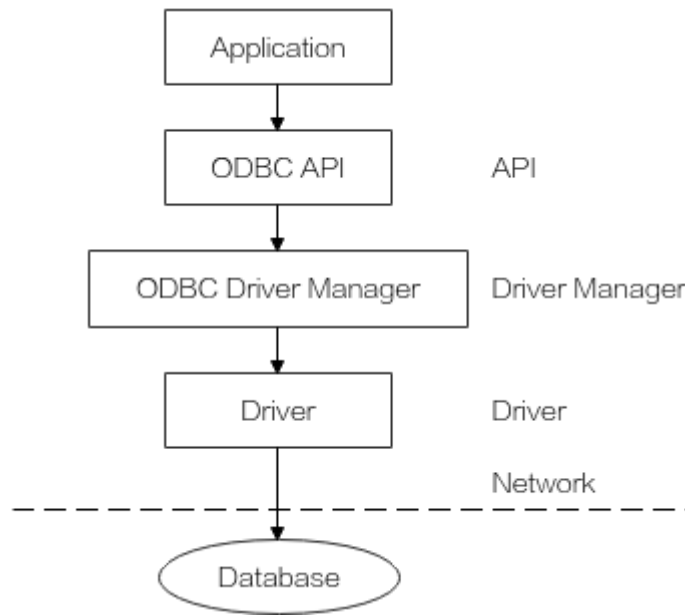 Application
ODBC API
API
ODBC Driver Manager
Driver Manager
Driver
Driver
Network
Database